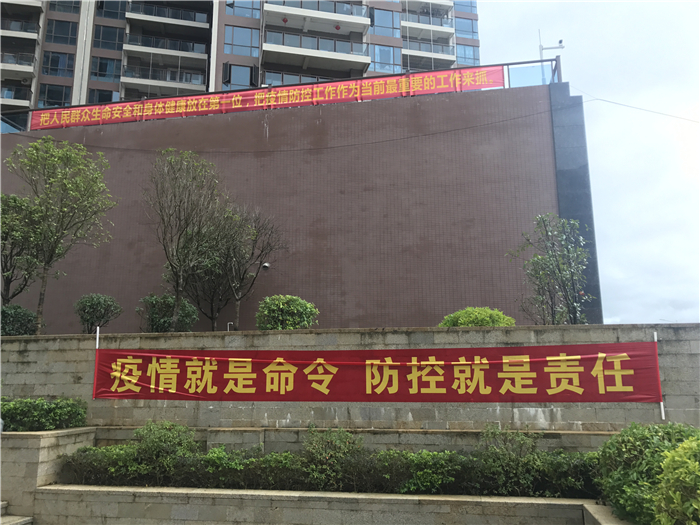 把人民群众生命安全和身体健康放在第一位，把疫情防控工作作为当前最重要的工作来抓。
疫情就是命令 防控就是责任